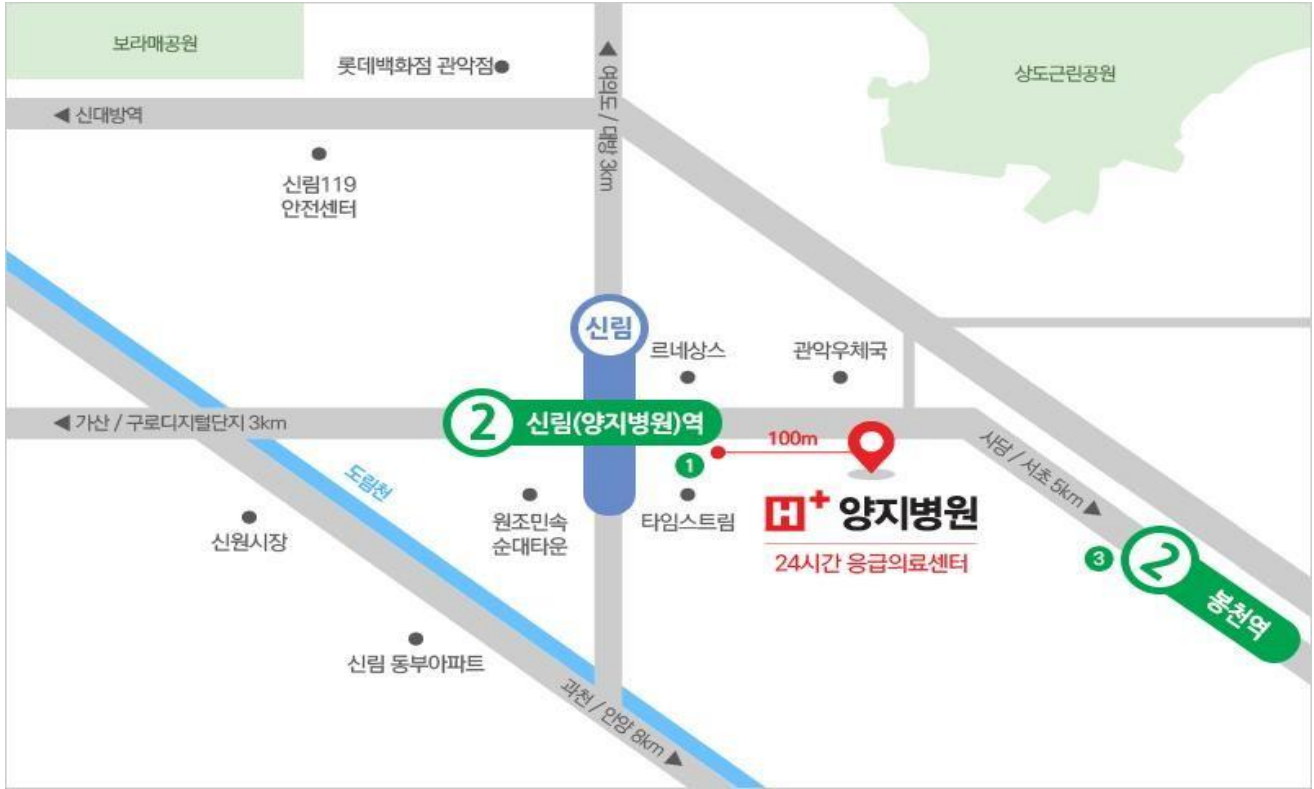 보라매공원
롯데백화점 관악점
▲ 여의도 / 대방 3km
상도근린공원
◀ 신대방역
신림119
안전센터
신림
르네상스
관악우체국
◀ 가산 / 구로디지털단지 3km
2 신림(양지병원)역
100m
사당 / 서초 5km ▶
1
도림천
신원시장
원조민속
순대타운
타임스트림
H+ 양지병원
24시간 응급의료센터
3
2 봉천역
신림 동부아파트
과천 / 안양 8km ▶